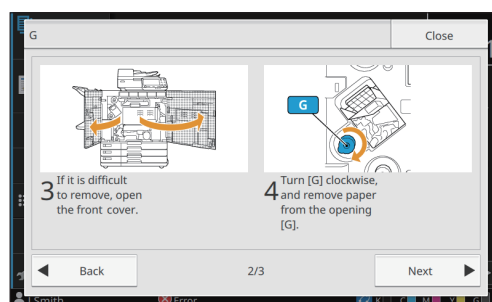 G
Close
G
3 If it is difficult
to remove, open
the front cover.
4 Turn [G] clockwise,
and remove paper
from the opening
[G].
Back
2/3
Next
J Smith
Error
K
C
M
Y
G